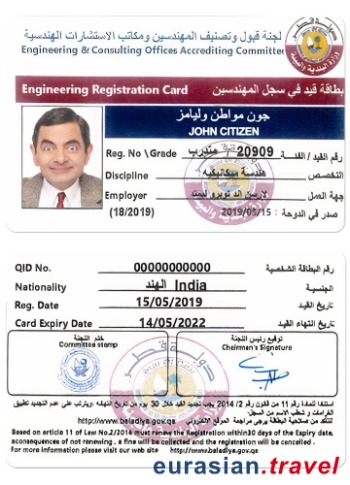 لجنة قبول وتصنيف المهندسين ومكاتب الاستشارات الهندسية
Engineering & Consulting Offices Accrediting Committee
Engineering Registration Card بطاقة قيد في سجل المهندسين
جون مواطن وليامز
JOHN CITIZEN
Reg. No \Grade 20909 متدرب رقم القيد / الفئـــة
Discipline هندسة ميكانيكية التخصص
Employer لارسن اند توبرو ليمتد جهة العمل
(18/2019) صدر في الدوحة : 2019/05/15
QID No. 00000000000 رقم البطاقة الشخصية
Nationality الهند India الجنسية
Reg. Date 15/05/2019 تاريخ القيد
Card Expiry Date 14/05/2022 تاريخ انتهاء القيد
ختم اللجنة توقيع رئيس اللجنة
Committee stamp Chairman's Signature
استنادا للمادة رقم 11 من القانون رقم 2/ 2014 يجب تجديد القيد خلال 30 يوم من تاريخ انتهائه ،ويترتب على عدم التجديد تطبيق
الغرامات و شطب الاسم من السجل
للتأكد من صلاحية البطاقة يرجى مراجعة الموقع الالكتروني http://www.baladiya.gov.qa
Based on article 11 of Law No.2/2014 must renew the Registration within30 days of the Expiry date.
aconsequences of not renewing , a fine will be collected and the registration will be cancelled .
For more information please visit our web site http://www.baladiya.gov.qa
eurasian.travel